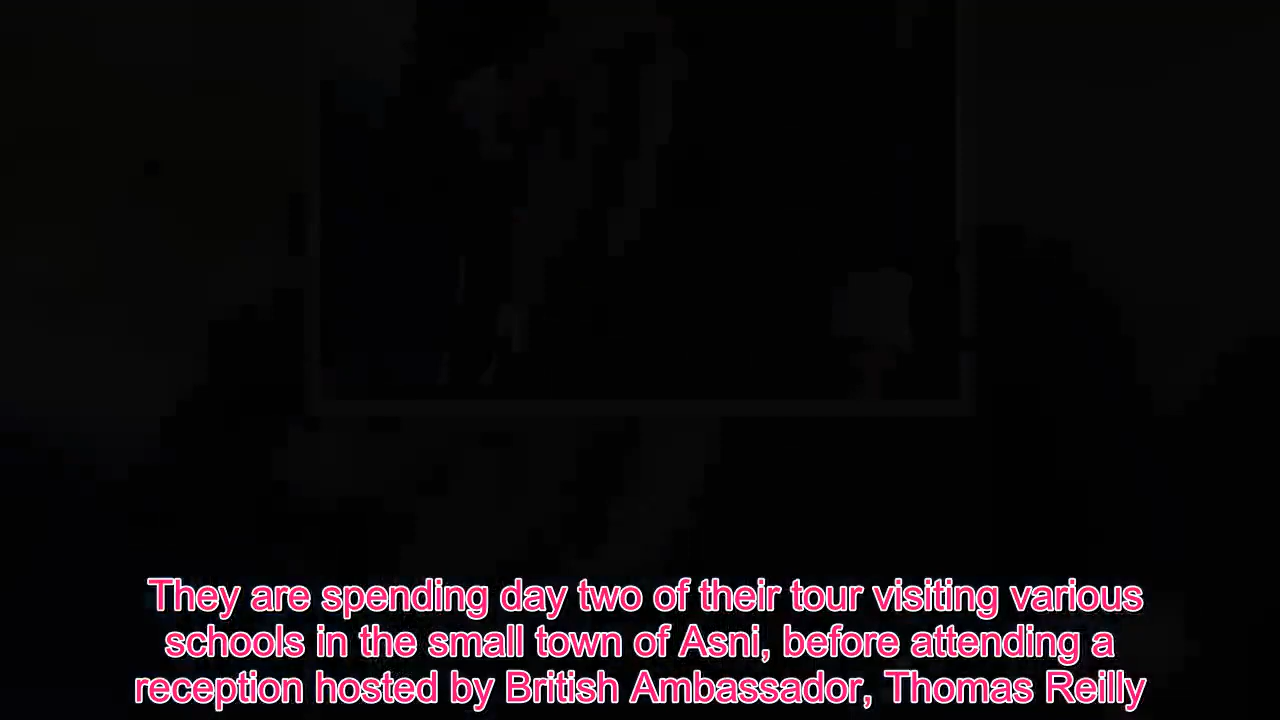 They are spending day two of their tour visiting various
schools in the small town of Asni, before attending a
reception hosted by British Ambassador, Thomas Reilly